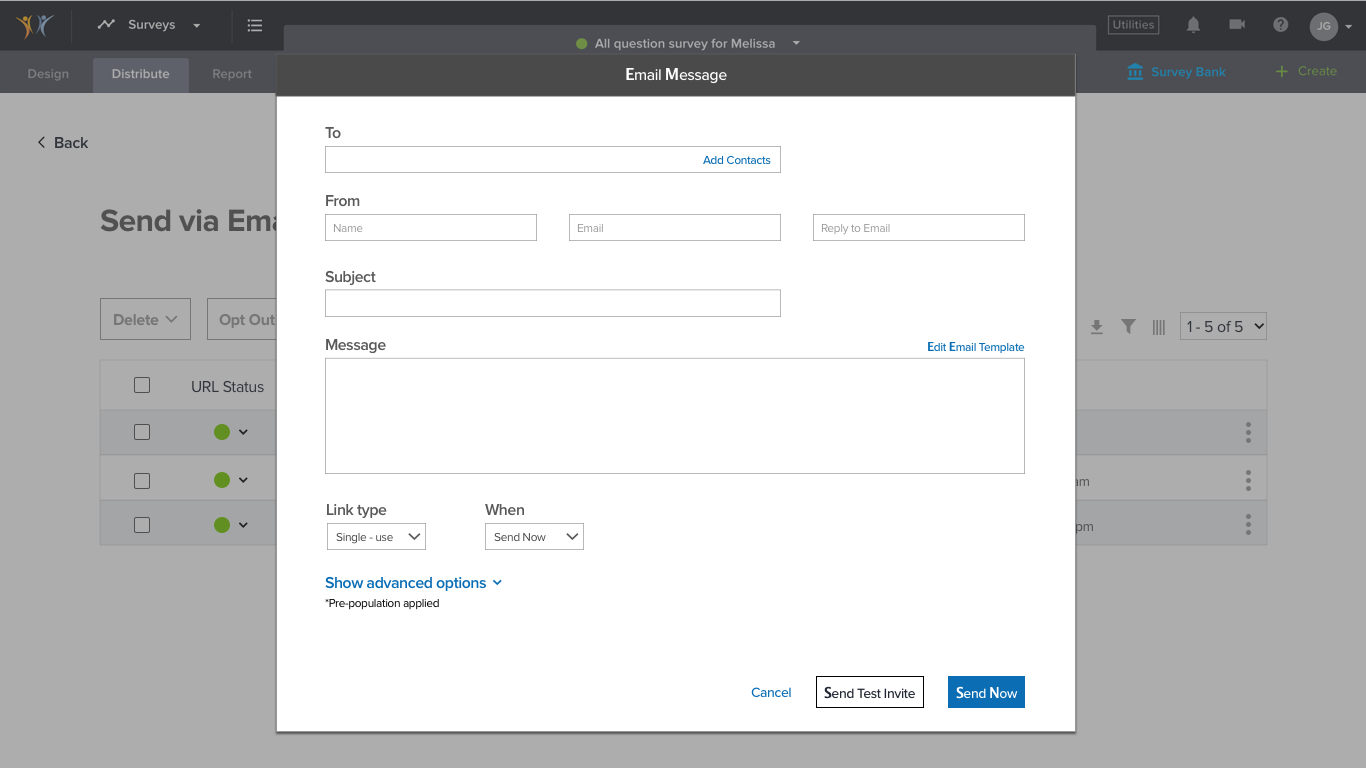 Surveys
Utilities
JG
All question survey for Melissa
Design
Distribute
Report
Survey Bank
+ Create
Email Message
Back
To
Add Contacts
Send via Ema
From
Name
Email
Reply to Email
Subject
Delete
Opt Out
1 - 5 of 5
Message
Edit Email Template
URL Status
am
pm
Link type
When
Single - use
Send Now
Show advanced options
*Pre-population applied
Cancel
Send Test Invite
Send Now